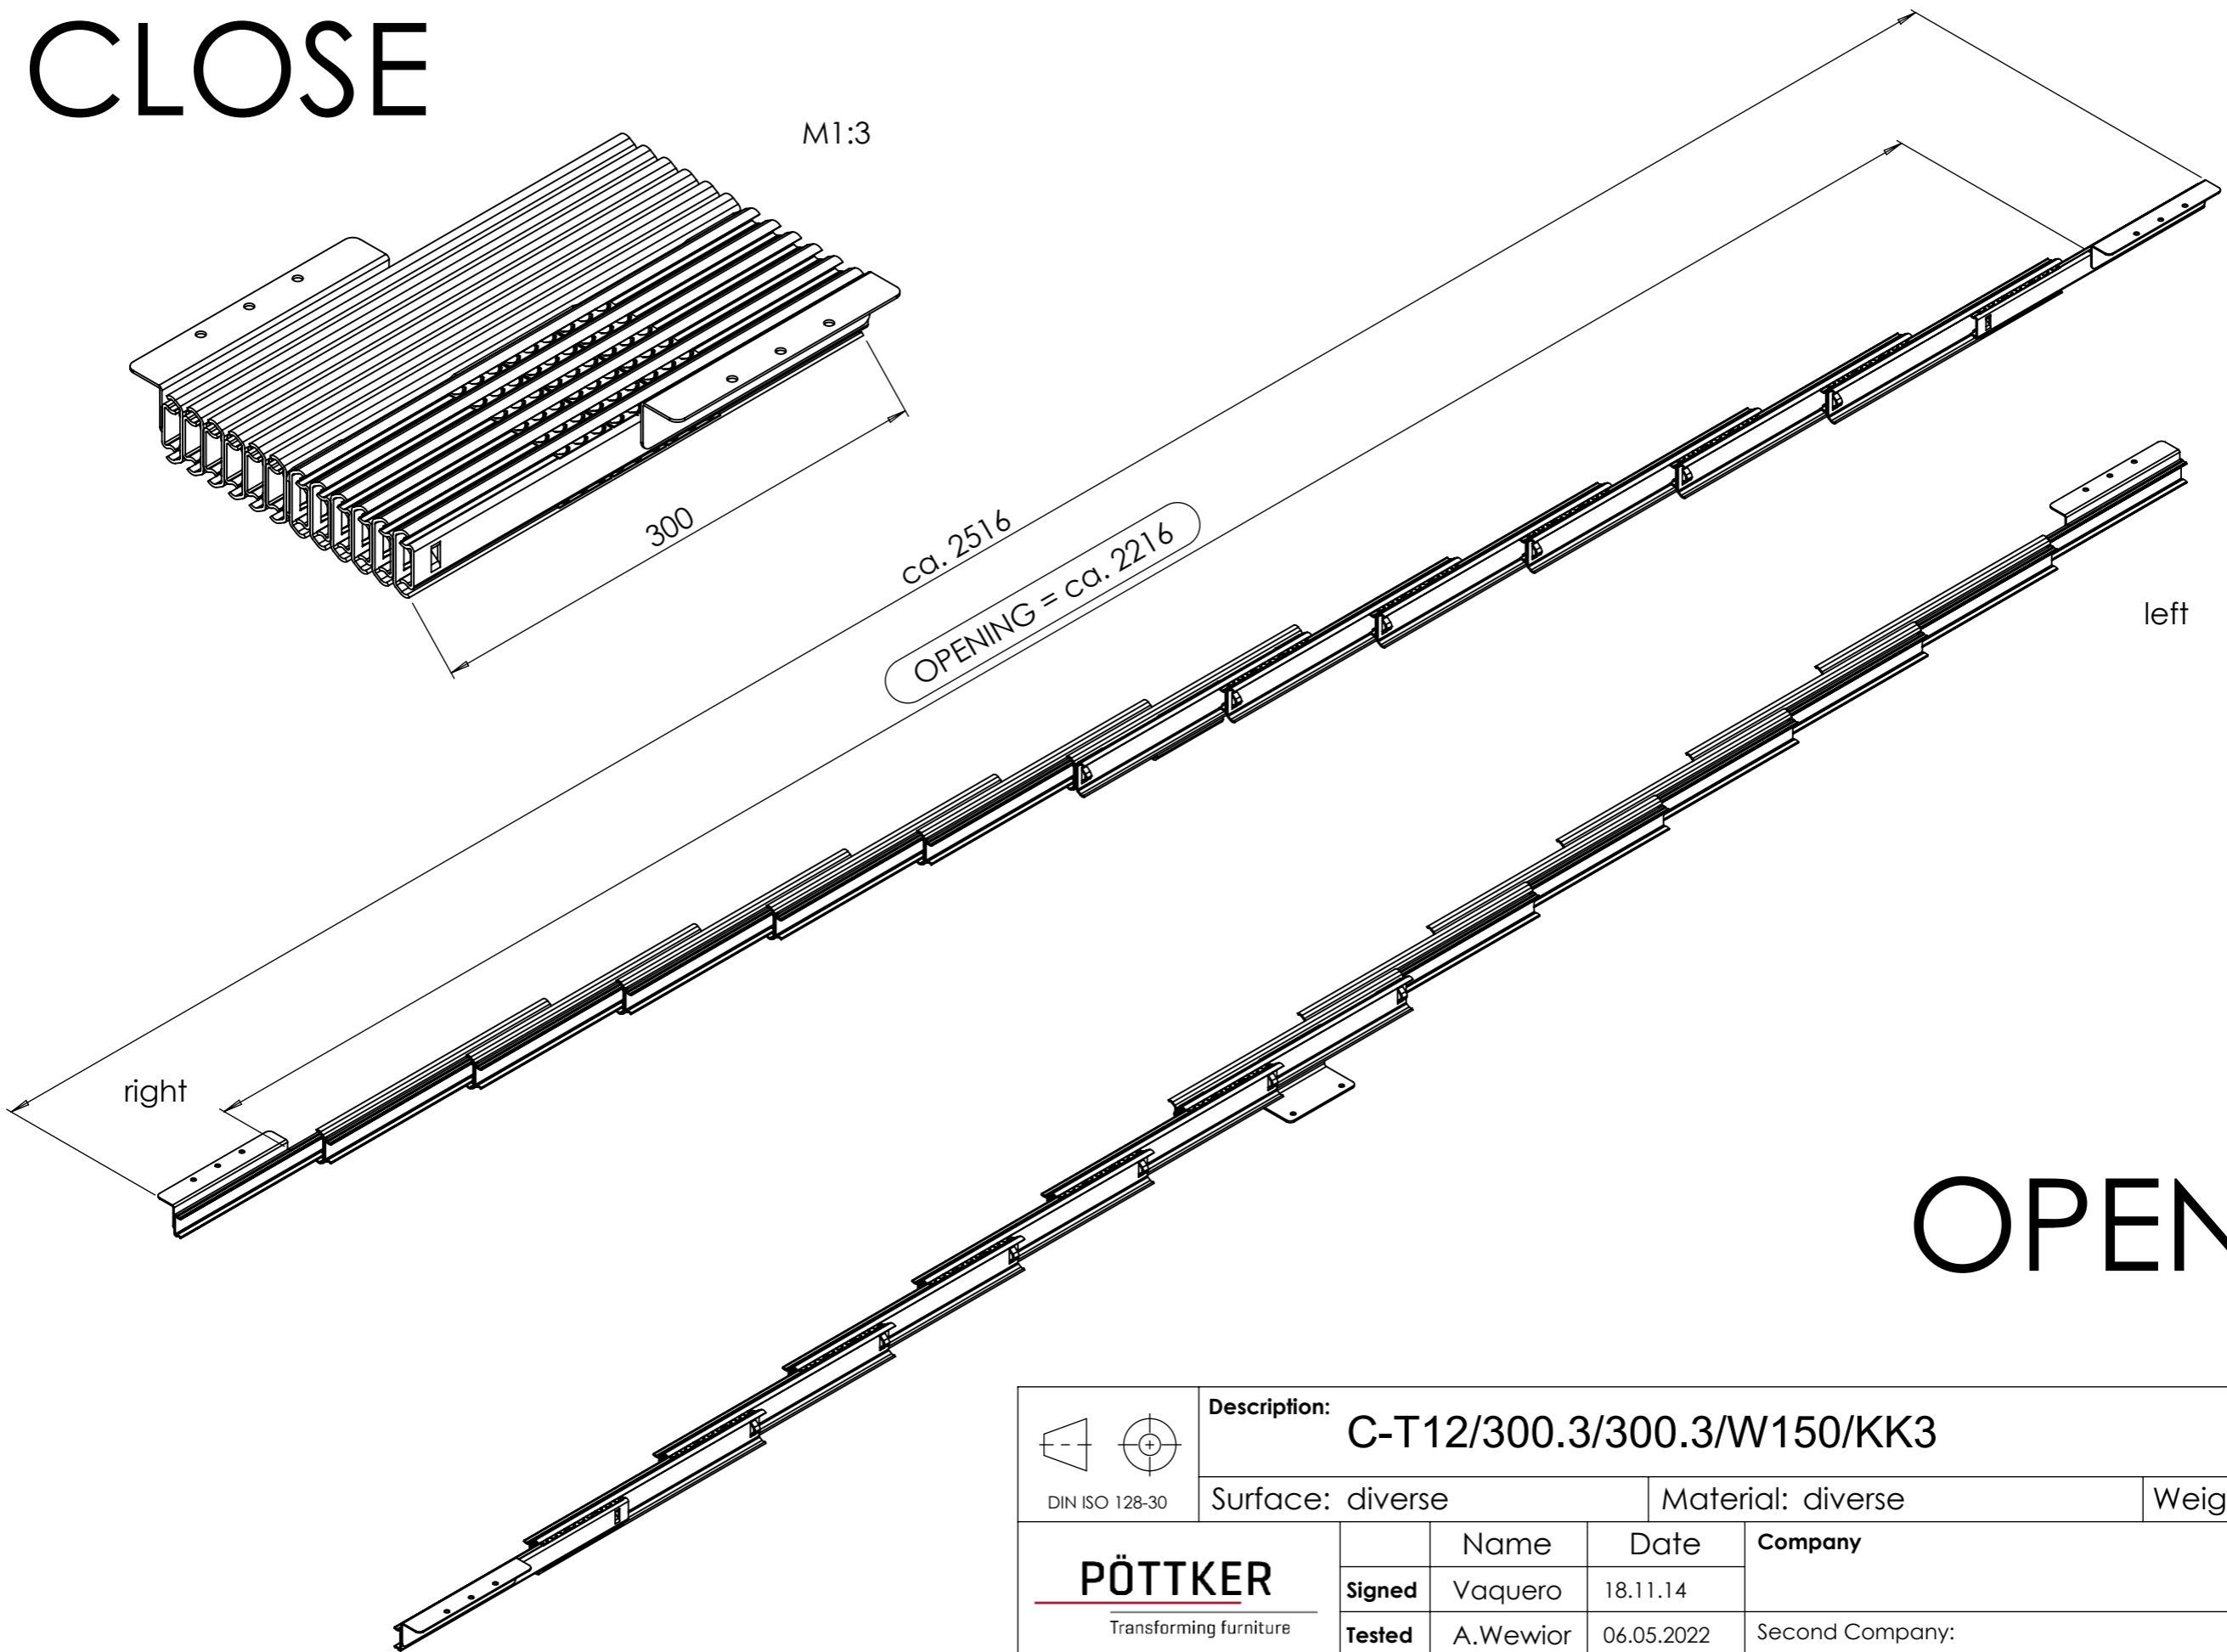 CLOSE
M1:3
300
ca. 2516
OPENING = ca. 2216
left
right
OPEN
Description:
C-T12/300.3/300.3/W150/KK3
DIN ISO 128-30
Surface: diverse
Material: diverse
Weig
PÖTTKER
Transforming furniture
Name
Date
Company
Signed
Vaquero
18.11.14
Tested
A.Wewior
06.05.2022
Second Company: